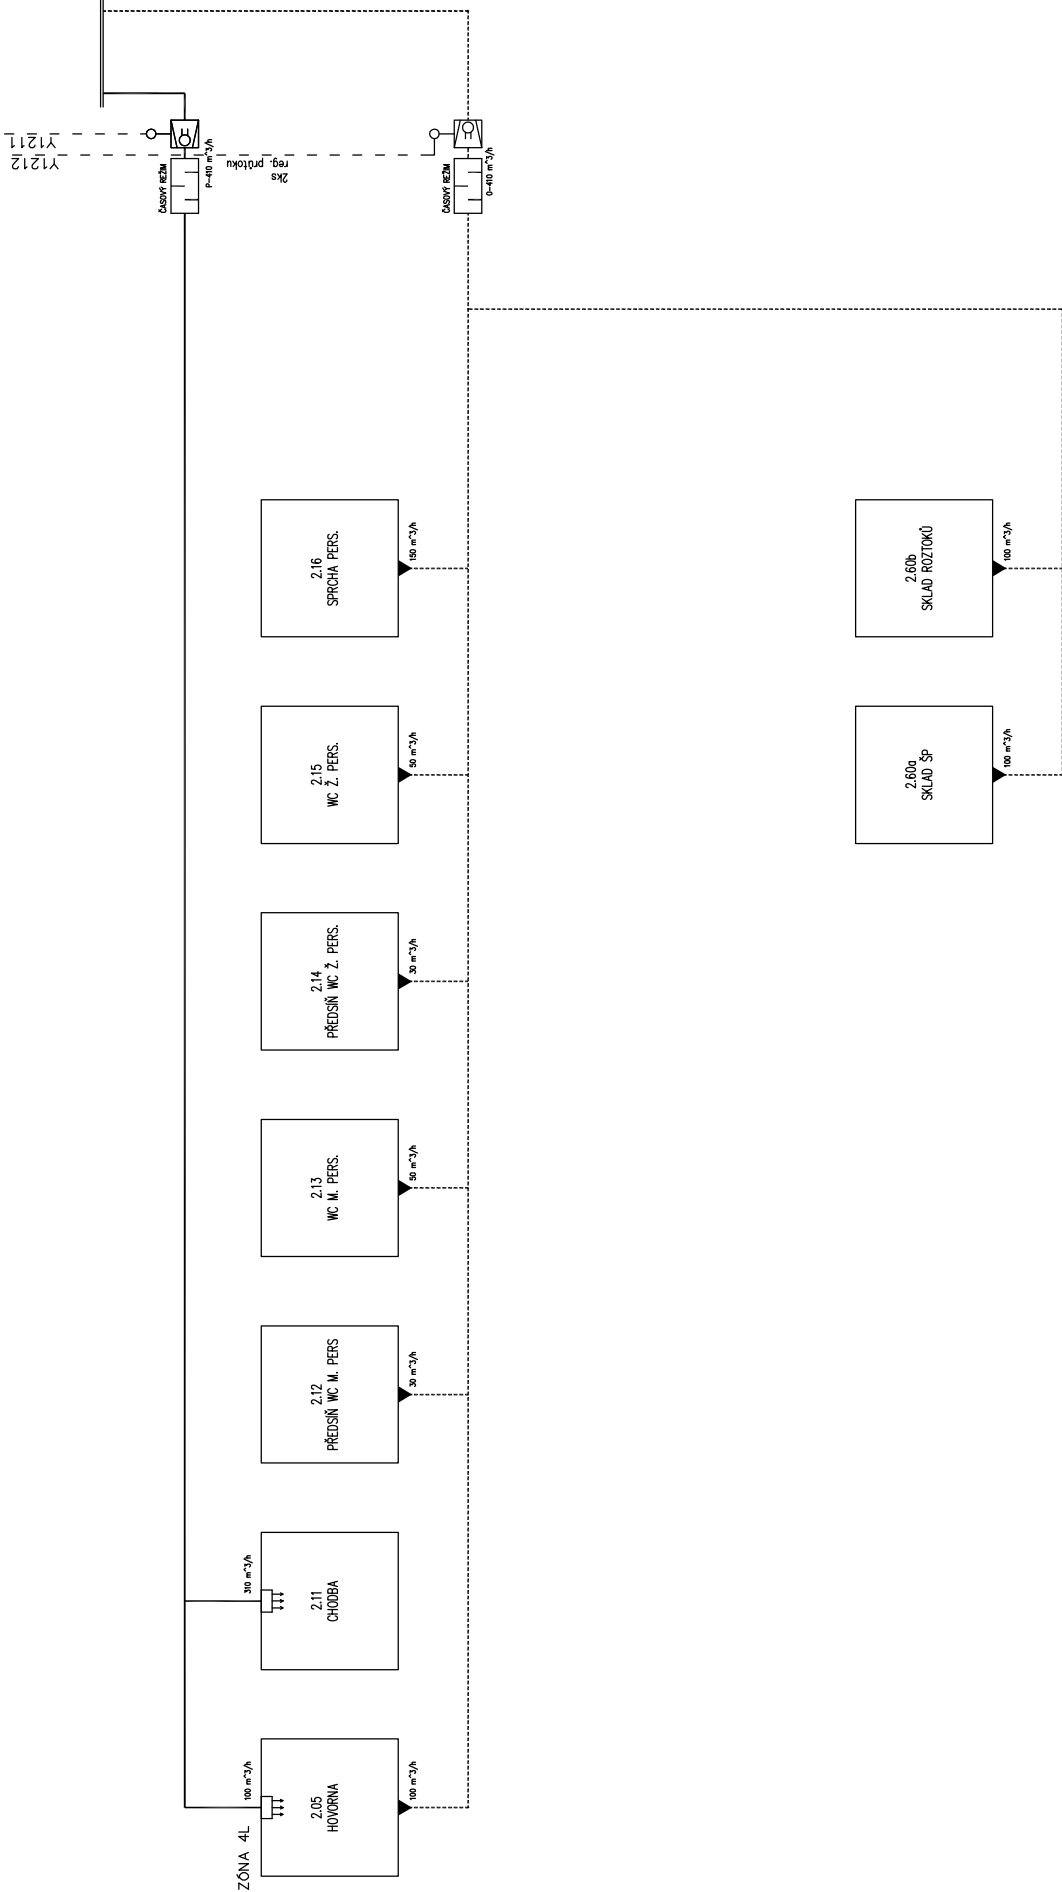 ZÓNA 4L
100 m^3/h
2.05
HOVORNA
100 m^3/h
310 m^3/h
2.11
CHODBA
2.12
PŘEDSÍŇ WC M. PERS
30 m^3/h
2.13
WC M. PERS.
50 m^3/h
2.14
PŘEDSÍŇ WC Ž. PERS.
30 m^3/h
2.15
WC Ž. PERS.
50 m^3/h
2.16
SPRCHA PERS.
150 m^3/h
2.60a
SKLAD ŠP
100 m^3/h
2.60b
SKLAD ROZTOKŮ
100 m^3/h
ČASOVÝ REŽIM
P-410 m^3/h
ČASOVÝ REŽIM
O-410 m^3/h
2ks
reg. průtoku
Y1211
Y1212